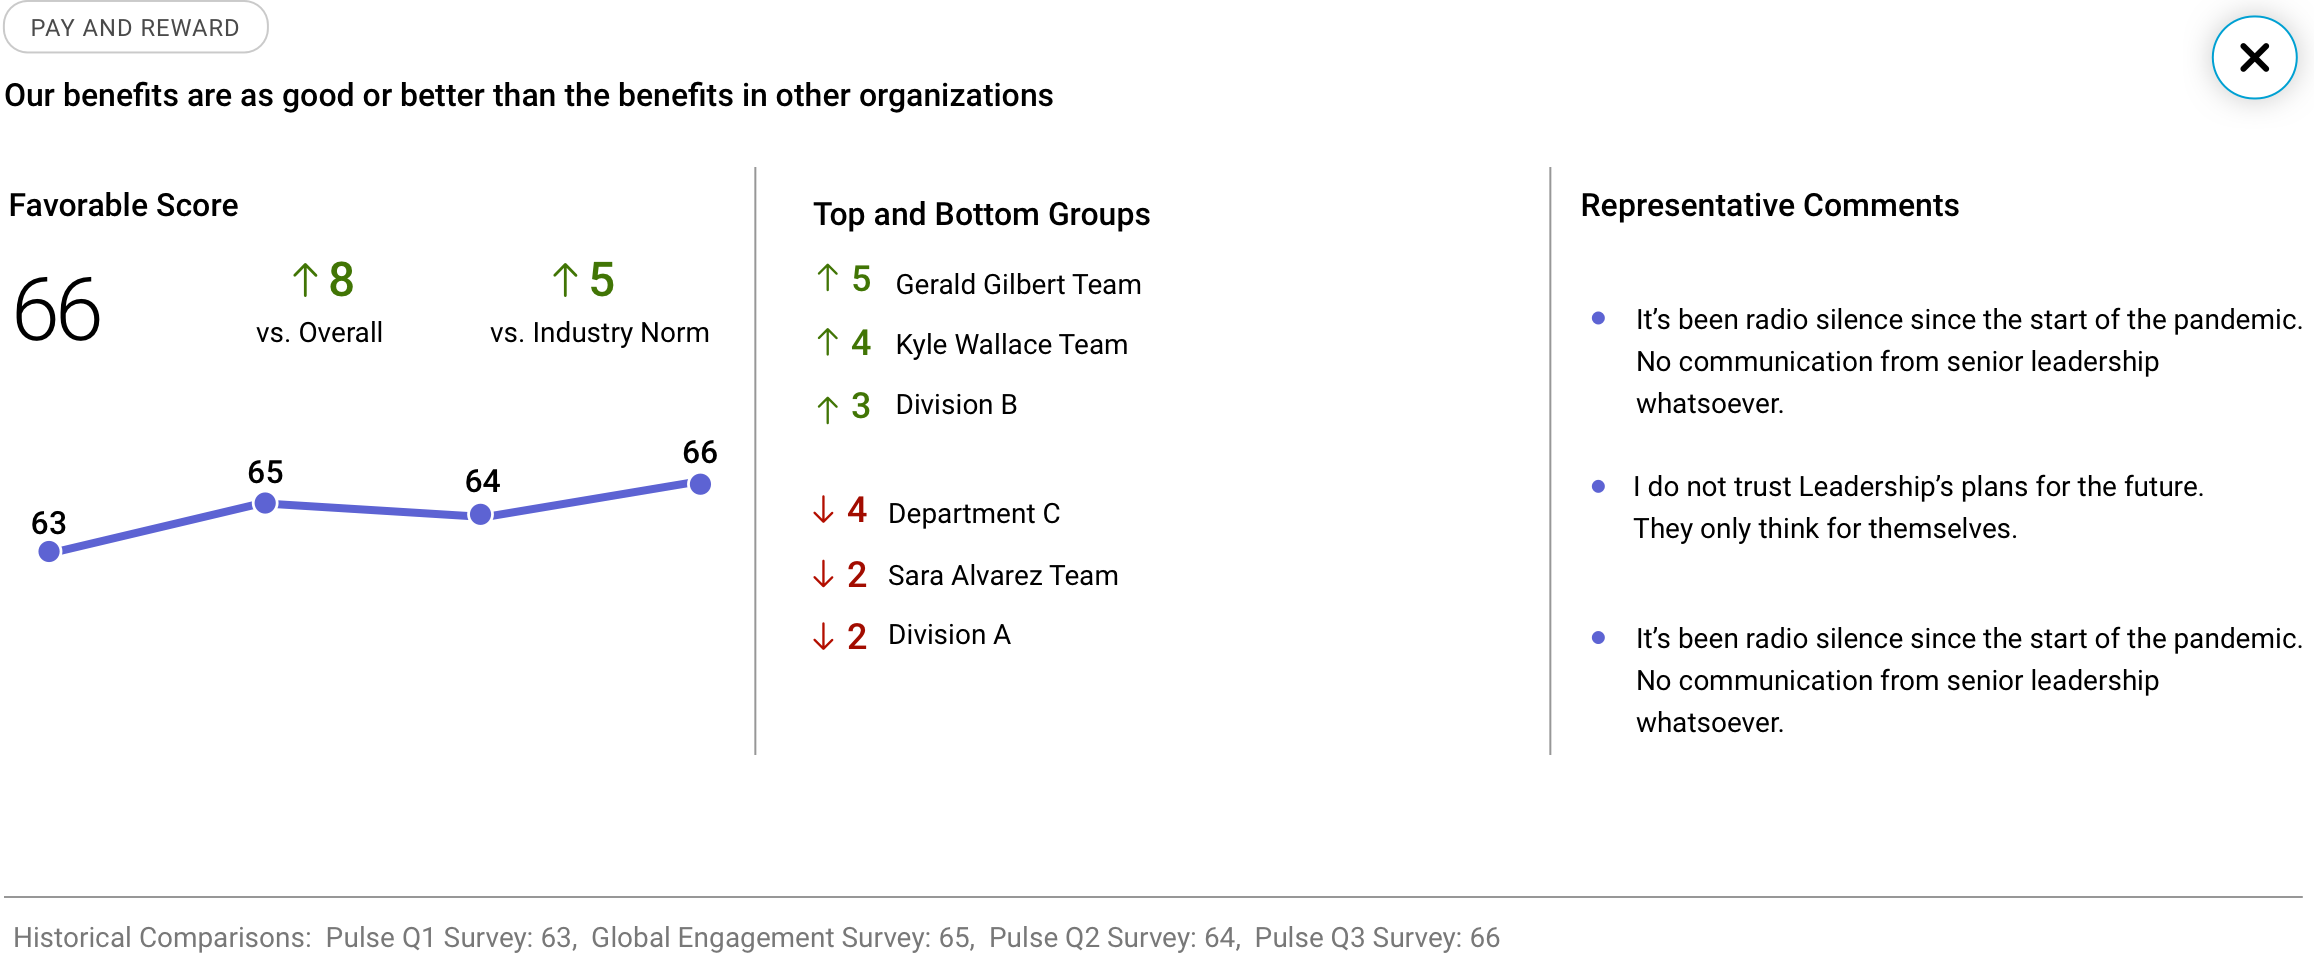 PAY AND REWARD
Our benefits are as good or better than the benefits in other organizations
Favorable Score
66
↑ 8
vs. Overall
↑ 5
vs. Industry Norm
63
65
64
66
Top and Bottom Groups
↑ 5 Gerald Gilbert Team
↑ 4 Kyle Wallace Team
↑ 3 Division B
↓ 4 Department C
↓ 2 Sara Alvarez Team
↓ 2 Division A
Representative Comments
It’s been radio silence since the start of the pandemic.
No communication from senior leadership
whatsoever.
I do not trust Leadership’s plans for the future.
They only think for themselves.
It’s been radio silence since the start of the pandemic.
No communication from senior leadership
whatsoever.
Historical Comparisons: Pulse Q1 Survey: 63, Global Engagement Survey: 65, Pulse Q2 Survey: 64, Pulse Q3 Survey: 66